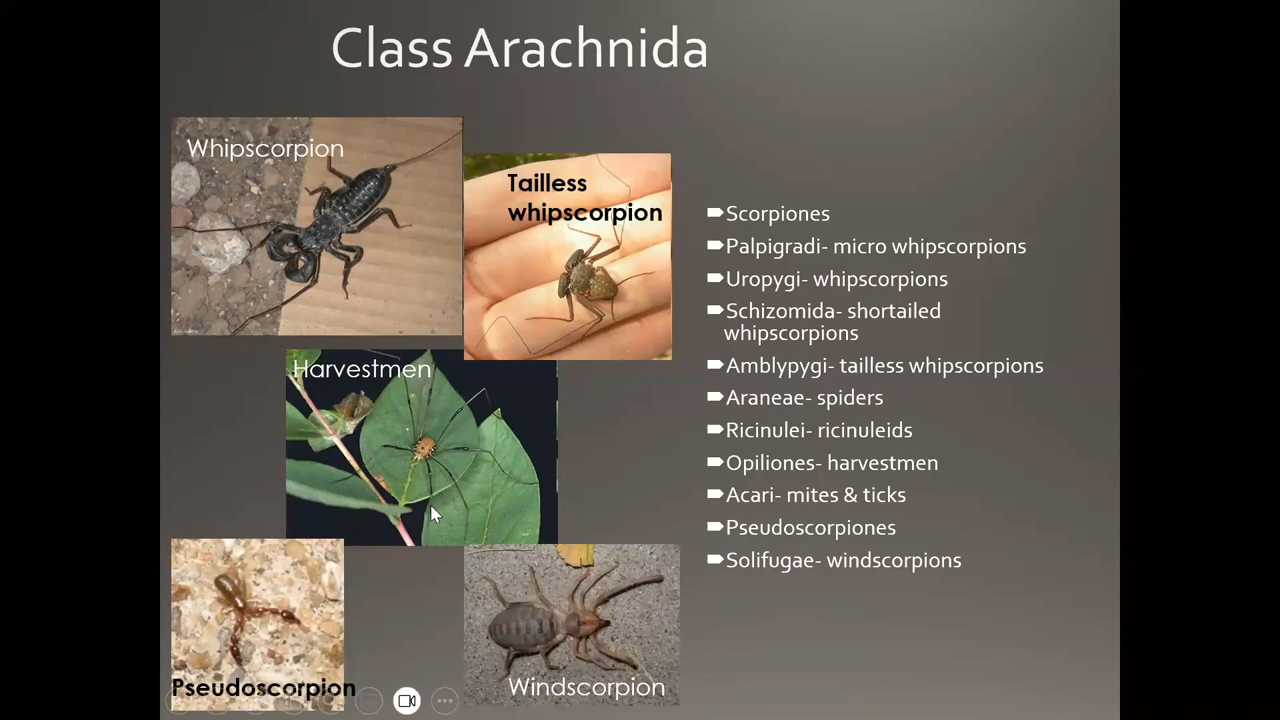 Class Arachnida
Whipscorpion
Tailless
whipscorpion
Harvestmen
Pseudoscorpion
Windscorpion
Scorpiones
Palpigradi- micro whipscorpions
Uropygi- whipscorpions
Schizomida- shortailed
whipscorpions
Amblypygi- tailless whipscorpions
Araneae- spiders
Ricinulei- ricinuleids
Opiliones- harvestmen
Acari- mites & ticks
Pseudoscorpiones
Solifugae- windscorpions